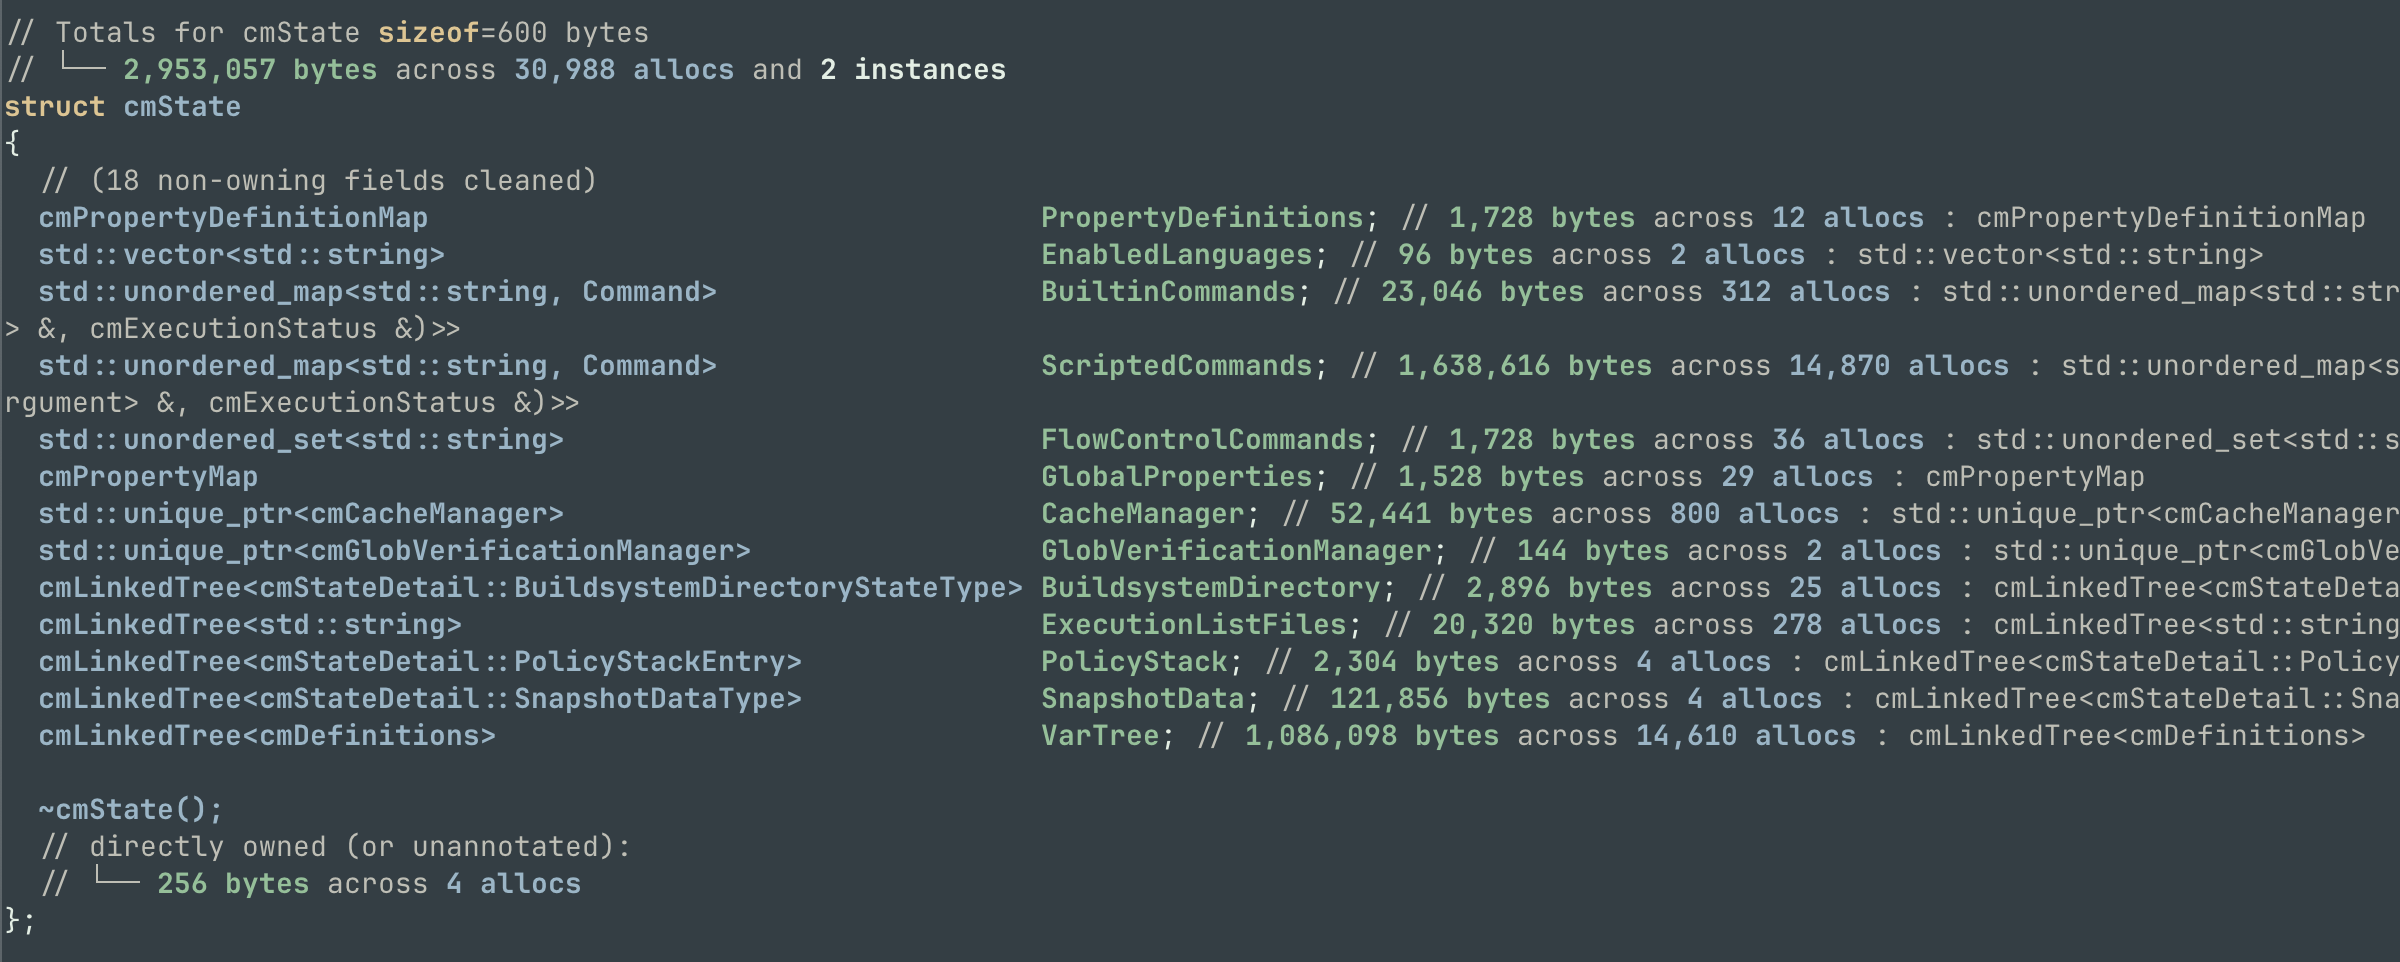 // Totals for cmState sizeof=600 bytes
// └── 2,953,057 bytes across 30,988 allocs and 2 instances
struct cmState
{
  // (18 non-owning fields cleaned)
  cmPropertyDefinitionMap PropertyDefinitions; // 1,728 bytes across 12 allocs : cmPropertyDefinitionMap
  std::vector<std::string> EnabledLanguages; // 96 bytes across 2 allocs : std::vector<std::string>
  std::unordered_map<std::string, Command> BuiltinCommands; // 23,046 bytes across 312 allocs : std::unordered_map<std::str
> &, cmExecutionStatus &)>>
  std::unordered_map<std::string, Command> ScriptedCommands; // 1,638,616 bytes across 14,870 allocs : std::unordered_map<s
rgument> &, cmExecutionStatus &)>>
  std::unordered_set<std::string> FlowControlCommands; // 1,728 bytes across 36 allocs : std::unordered_set<std::s
  cmPropertyMap GlobalProperties; // 1,528 bytes across 29 allocs : cmPropertyMap
  std::unique_ptr<cmCacheManager> CacheManager; // 52,441 bytes across 800 allocs : std::unique_ptr<cmCacheManager
  std::unique_ptr<cmGlobVerificationManager> GlobVerificationManager; // 144 bytes across 2 allocs : std::unique_ptr<cmGlobVe
  cmLinkedTree<cmStateDetail::BuildsystemDirectoryStateType> BuildsystemDirectory; // 2,896 bytes across 25 allocs : cmLinkedTree<cmStateDeta
  cmLinkedTree<std::string> ExecutionListFiles; // 20,320 bytes across 278 allocs : cmLinkedTree<std::string
  cmLinkedTree<cmStateDetail::PolicyStackEntry> PolicyStack; // 2,304 bytes across 4 allocs : cmLinkedTree<cmStateDetail::Policy
  cmLinkedTree<cmStateDetail::SnapshotDataType> SnapshotData; // 121,856 bytes across 4 allocs : cmLinkedTree<cmStateDetail::Sna
  cmLinkedTree<cmDefinitions> VarTree; // 1,086,098 bytes across 14,610 allocs : cmLinkedTree<cmDefinitions>
  ~cmState();
  // directly owned (or unannotated):
  // └── 256 bytes across 4 allocs
};